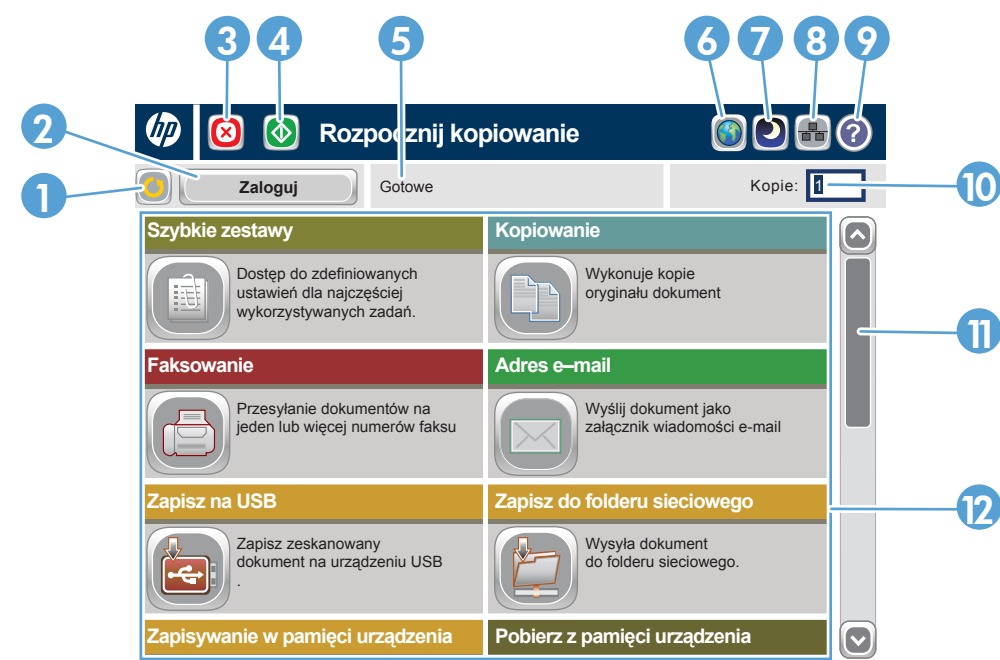 3 4 5 6 7 8 9
2
hp Rozpocznij kopiowanie ?
1 Zaloguj Gotowe Kopie: 1 10
Szybkie zestawy
Dostęp do zdefiniowanych
ustawień dla najczęściej
wykorzystywanych zadań.
Kopiowanie
Wykonuje kopie
oryginału dokument
11
Faksowanie
Przesyłanie dokumentów na
jeden lub więcej numerów faksu
Adres e–mail
Wyślij dokument jako
załącznik wiadomości e-mail
Zapisz na USB
Zapisz zeskanowany
dokument na urządzeniu USB
.
Zapisz do folderu sieciowego
Wysyła dokument
do folderu sieciowego.
12
Zapisywanie w pamięci urządzenia
Pobierz z pamięci urządzenia